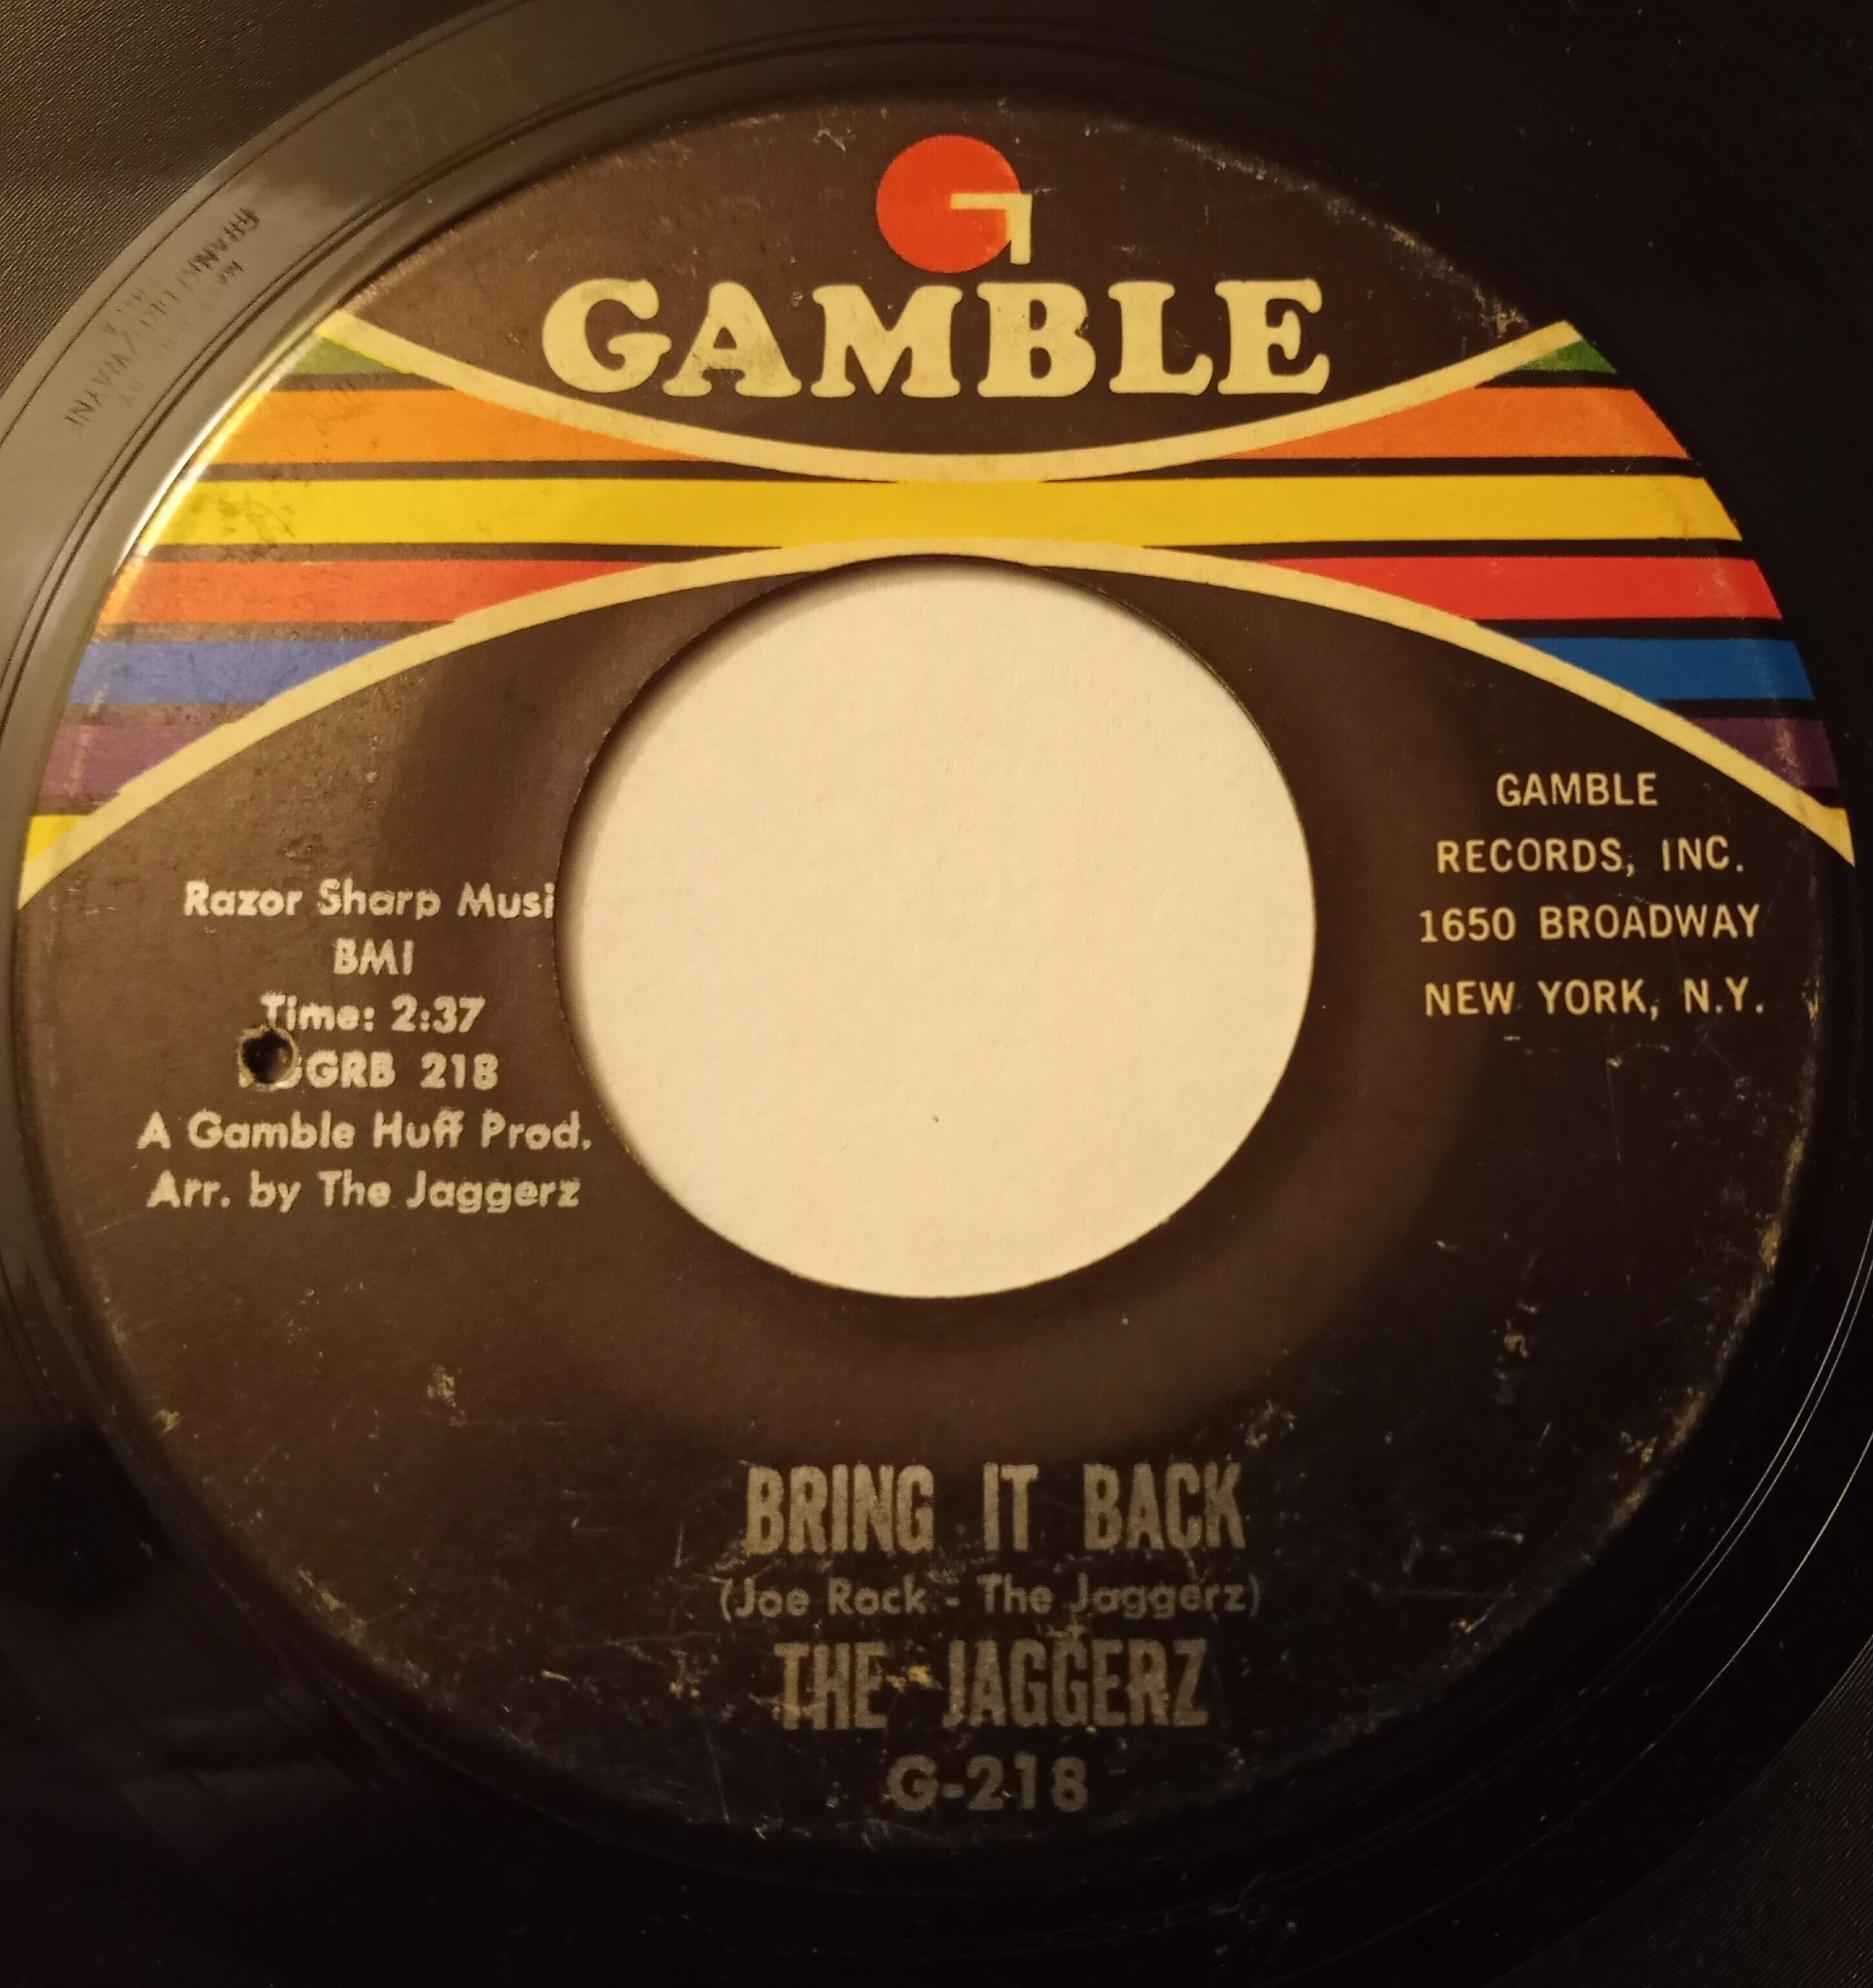 GAMBLE
Razor Sharp Musi
BMI
Time: 2:37
GRB 218
A Gamble Huff Prod.
Arr. by The Jaggerz
GAMBLE
RECORDS, INC.
1650 BROADWAY
NEW YORK, N.Y.
BRING IT BACK
(Joe Rock - The Jaggerz)
THE JAGGERZ
G-218